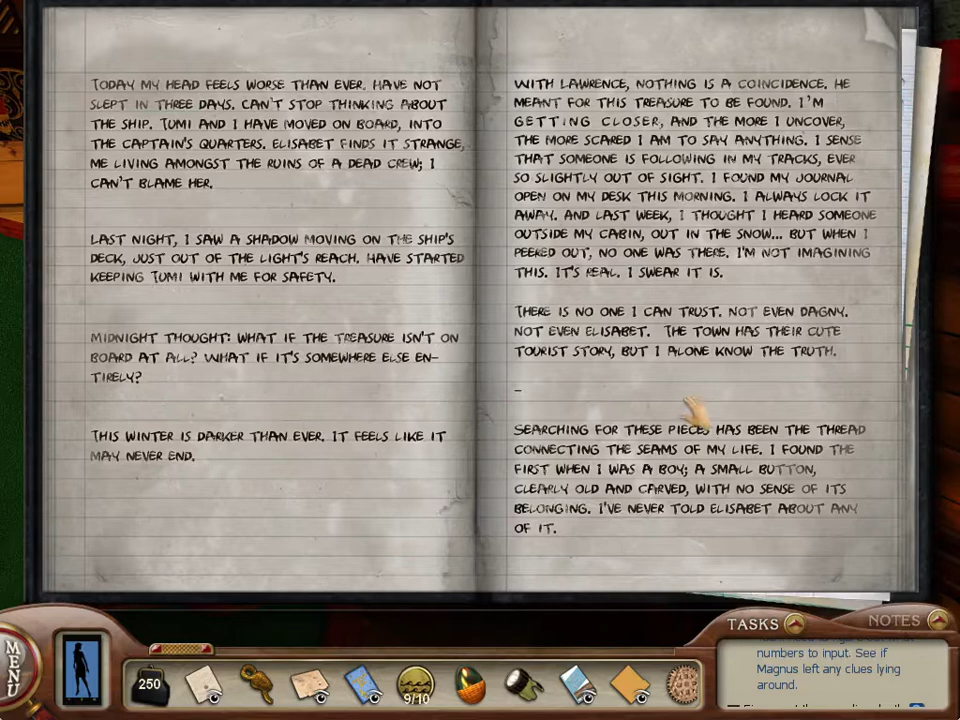 TODAY MY HEAD FEELS WORSE THAN EVER. HAVE NOT
SLEPT IN THREE DAYS. CAN'T STOP THINKING ABOUT
THE SHIP. TUMI AND I HAVE MOVED ON BOARD, INTO
THE CAPTAIN'S QUARTERS. ELISABET FINDS IT STRANGE,
ME LIVING AMONGST THE RUINS OF A DEAD CREW; I
CAN'T BLAME HER.
LAST NIGHT, I SAW A SHADOW MOVING ON THE SHIP'S
DECK, JUST OUT OF THE LIGHT'S REACH. HAVE STARTED
KEEPING TUMI WITH ME FOR SAFETY.
MIDNIGHT THOUGHT: WHAT IF THE TREASURE ISN'T ON
BOARD AT ALL? WHAT IF IT'S SOMEWHERE ELSE EN-
TIRELY?
THIS WINTER IS DARKER THAN EVER. IT FEELS LIKE IT
MAY NEVER END.
WITH LAWRENCE, NOTHING IS A COINCIDENCE. HE
MEANT FOR THIS TREASURE TO BE FOUND. I'M
GETTING CLOSER, AND THE MORE I UNCOVER,
THE MORE SCARED I AM TO SAY ANYTHING. I SENSE
THAT SOMEONE IS FOLLOWING IN MY TRACKS, EVER
SO SLIGHTLY OUT OF SIGHT. I FOUND MY JOURNAL
OPEN ON MY DESK THIS MORNING. I ALWAYS LOCK IT
AWAY. AND LAST WEEK, I THOUGHT I HEARD SOMEONE
OUTSIDE MY CABIN, OUT IN THE SNOW... BUT WHEN I
PEEKED OUT, NO ONE WAS THERE. I'M NOT IMAGINING
THIS. IT'S REAL. I SWEAR IT IS.
THERE IS NO ONE I CAN TRUST. NOT EVEN DAGNY.
NOT EVEN ELISABET. THE TOWN HAS THEIR CUTE
TOURIST STORY, BUT I ALONE KNOW THE TRUTH.
–
SEARCHING FOR THESE PIECES HAS BEEN THE THREAD
CONNECTING THE SEAMS OF MY LIFE. I FOUND THE
FIRST WHEN I WAS A BOY; A SMALL BUTTON,
CLEARLY OLD AND CARVED, WITH NO SENSE OF ITS
BELONGING. I'VE NEVER TOLD ELISABET ABOUT ANY
OF IT.
MENU
250
9/10
TASKS
NOTES
numbers to input. See if
Magnus left any clues lying
around.